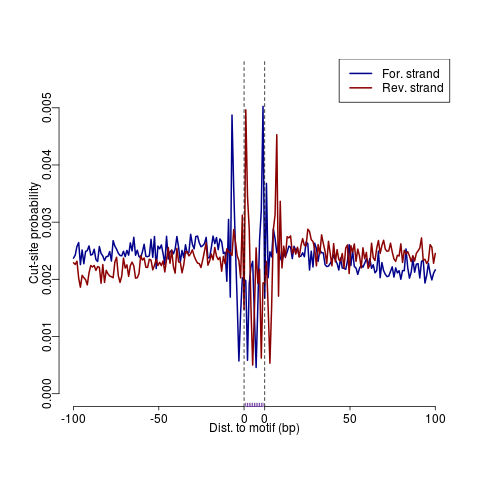 For. strand
Rev. strand
Cut-site probability
0.005
0.004
0.003
0.002
0.001
0.000
-100 -50 0 0 50 100
Dist. to motif (bp)